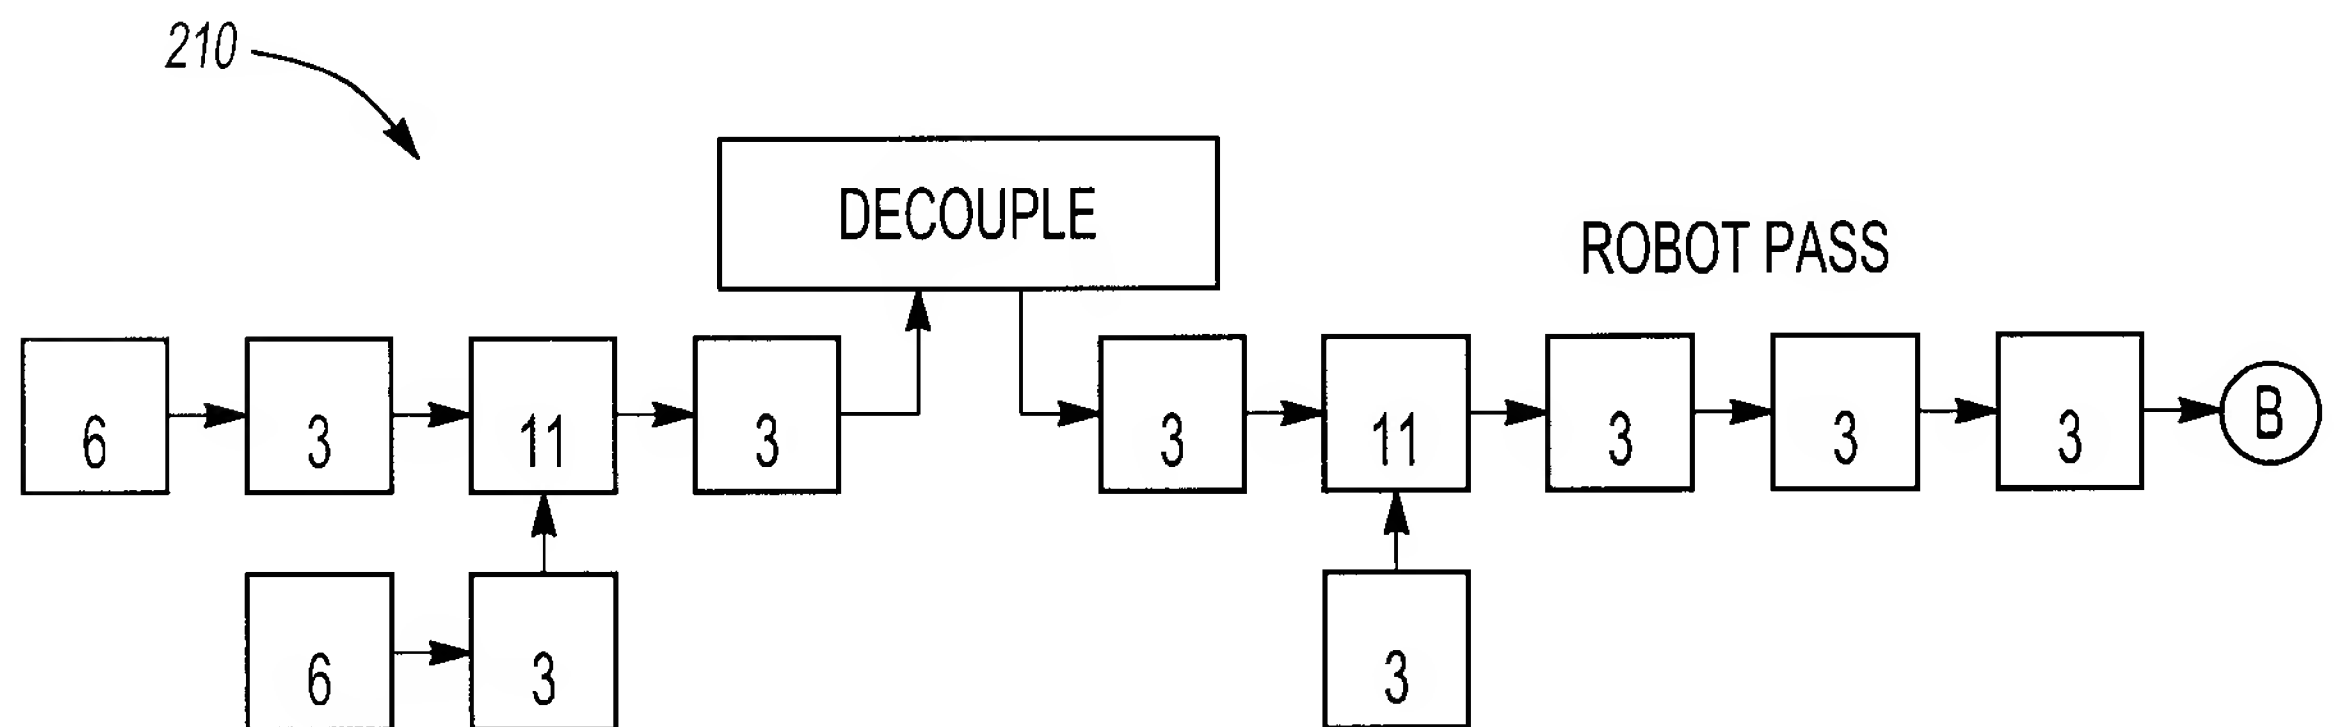 210
DECOUPLE
ROBOT PASS
6 3 11 3 3 11 3 3 3 B
6 3 3